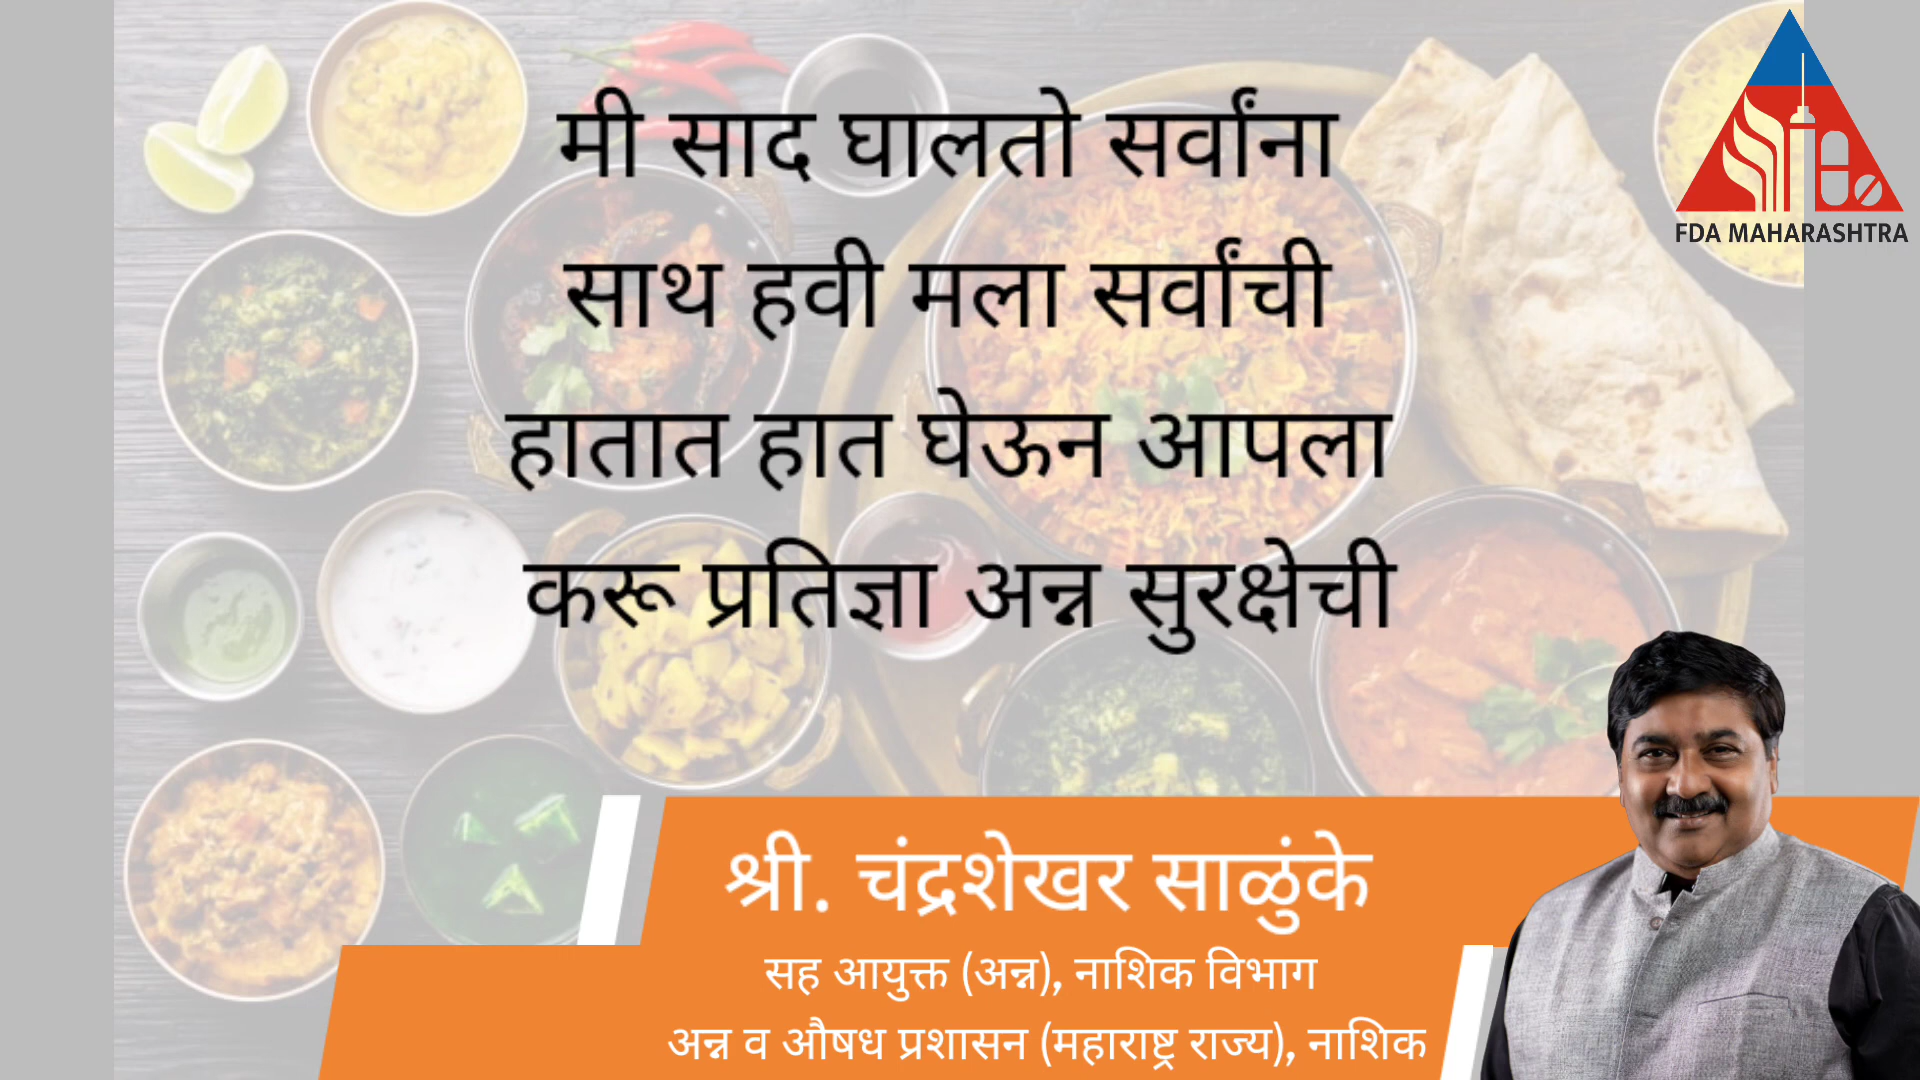 मी साद घालतो सर्वांना
साथ हवी मला सर्वांची
हातात हात घेऊन आपला
करू प्रतिज्ञा अन्न सुरक्षेची
FDA MAHARASHTRA
श्री. चंद्रशेखर साळुंके
सह आयुक्त (अन्न), नाशिक विभाग
अन्न व औषध प्रशासन (महाराष्ट्र राज्य), नाशिक